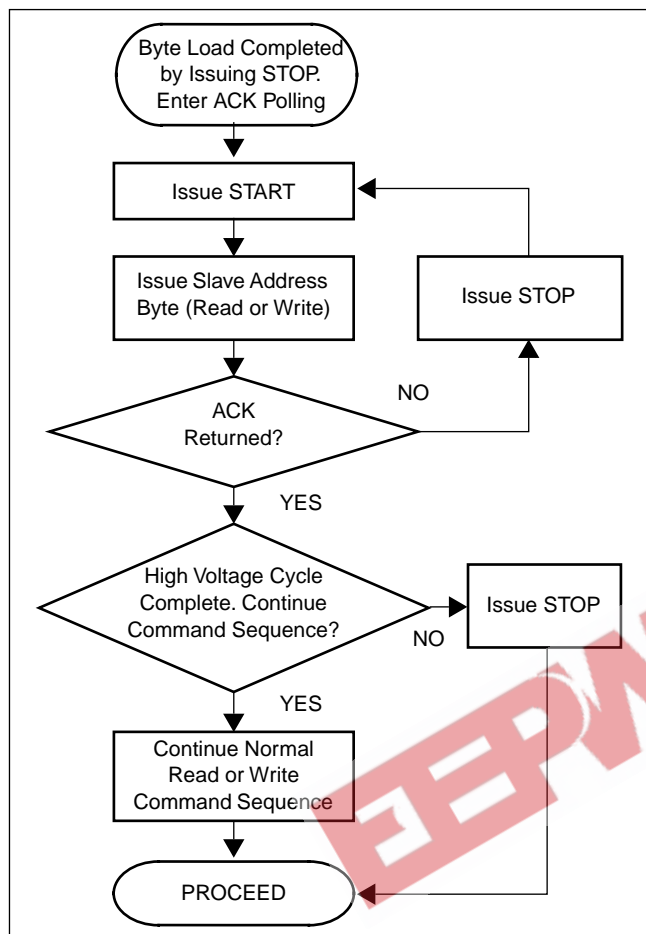 Byte Load Completed
by Issuing STOP.
Enter ACK Polling
Issue START
Issue Slave Address
Byte (Read or Write)
Issue STOP
NO
ACK
Returned?
YES
High Voltage Cycle
Complete. Continue
Command Sequence?
Issue STOP
NO
YES
Continue Normal
Read or Write
Command Sequence
PROCEED
EEPW